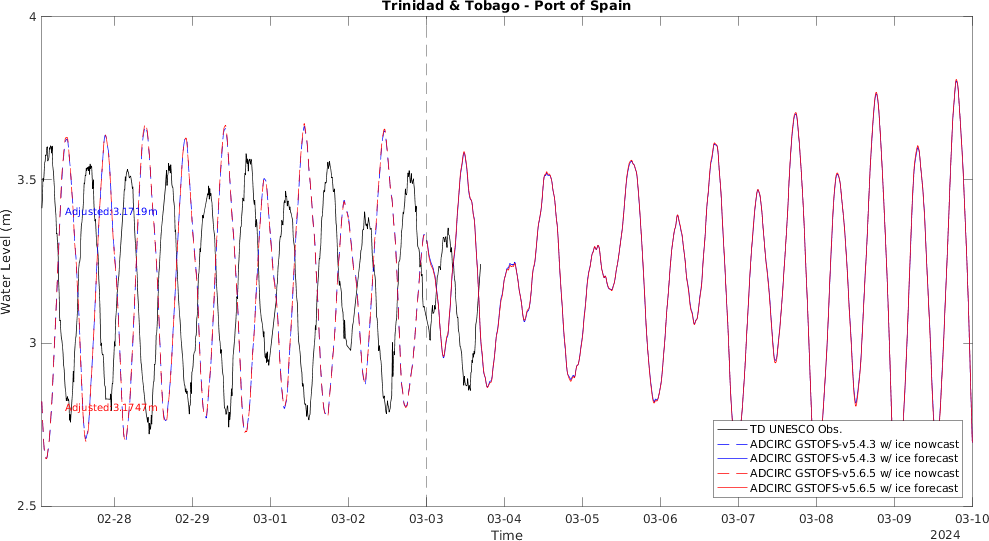 Trinidad & Tobago - Port of Spain
4
3.5
3
2.5
Water Level (m)
Adjusted:3.1719m
Adjusted:3.1747m
TD UNESCO Obs.
ADCIRC GSTOFS-v5.4.3 w/ ice nowcast
ADCIRC GSTOFS-v5.4.3 w/ ice forecast
ADCIRC GSTOFS-v5.6.5 w/ ice nowcast
ADCIRC GSTOFS-v5.6.5 w/ ice forecast
02-28 02-29 03-01 03-02 03-03 03-04 03-05 03-06 03-07 03-08 03-09 03-10
Time
2024